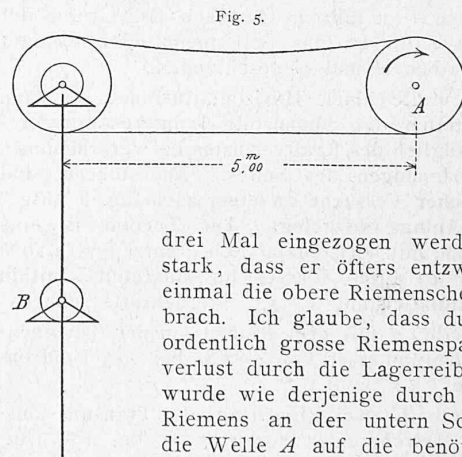 Fig. 5.
A
5,00 m
B
drei Mal eingezogen werd
stark, dass er öfters entzw
einmal die obere Riemensche
brach. Ich glaube, dass du
ordentlich grosse Riemenspa
verlust durch die Lagerreib
wurde wie derjenige durch
Riemens an der untern Sc
die Welle A auf die benöt